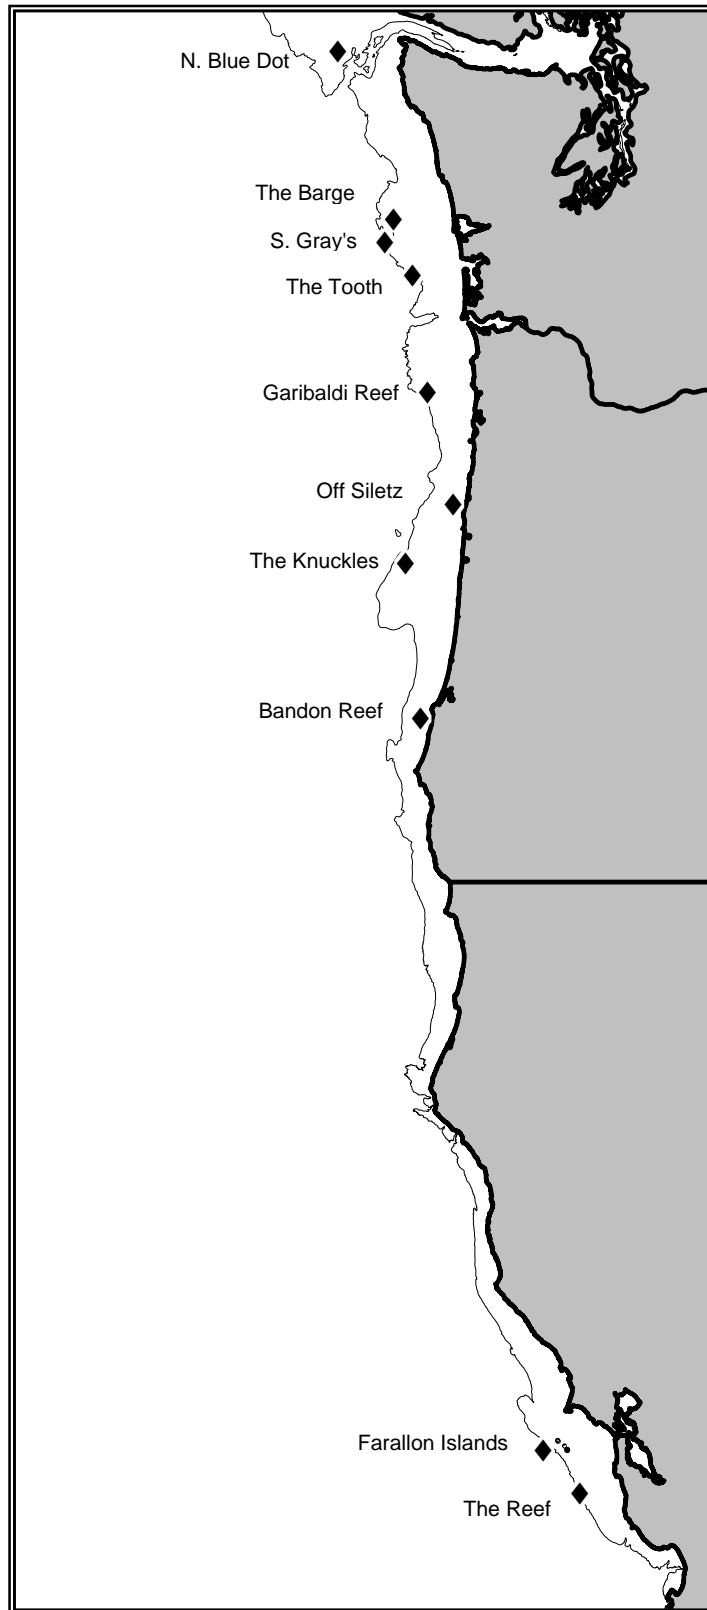 N. Blue Dot
The Barge
S. Gray's
The Tooth
Garibaldi Reef
Off Siletz
The Knuckles
Bandon Reef
Farallon Islands
The Reef